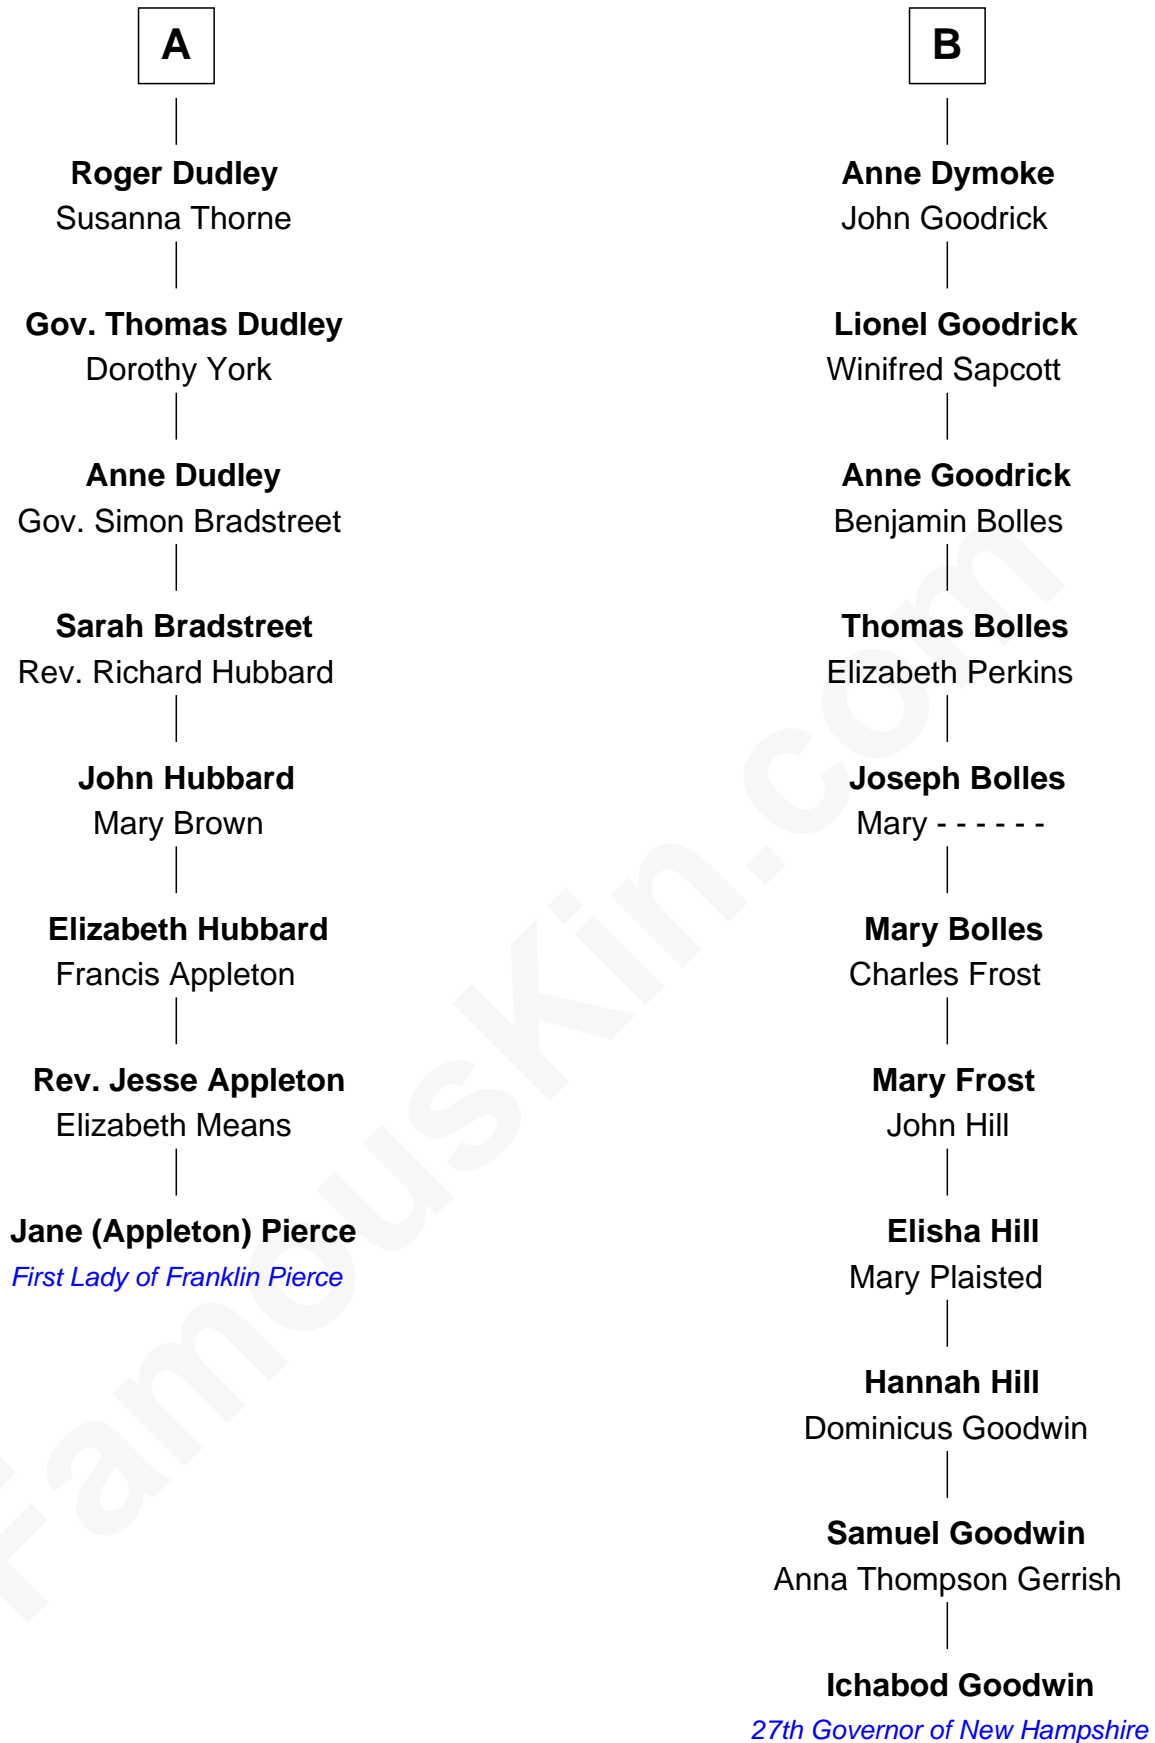 A
Roger Dudley
Susanna Thorne
Gov. Thomas Dudley
Dorothy York
Anne Dudley
Gov. Simon Bradstreet
Sarah Bradstreet
Rev. Richard Hubbard
John Hubbard
Mary Brown
Elizabeth Hubbard
Francis Appleton
Rev. Jesse Appleton
Elizabeth Means
Jane (Appleton) Pierce
First Lady of Franklin Pierce
B
Anne Dymoke
John Goodrick
Lionel Goodrick
Winifred Sapcott
Anne Goodrick
Benjamin Bolles
Thomas Bolles
Elizabeth Perkins
Joseph Bolles
Mary - - - - - -
Mary Bolles
Charles Frost
Mary Frost
John Hill
Elisha Hill
Mary Plaisted
Hannah Hill
Dominicus Goodwin
Samuel Goodwin
Anna Thompson Gerrish
Ichabod Goodwin
27th Governor of New Hampshire
FamousKin.com